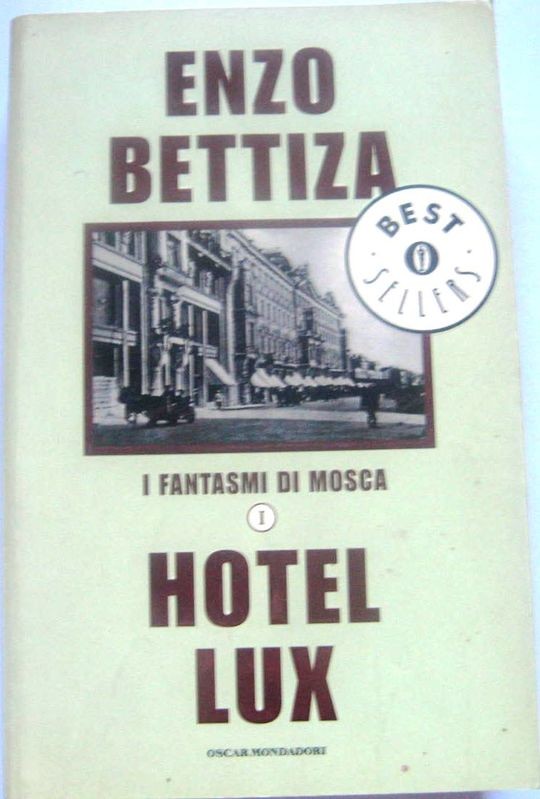 ENZO
BETTIZA
BEST
SELLERS
I FANTASMI DI MOSCA
I
HOTEL
LUX
OSCAR MONDADORI